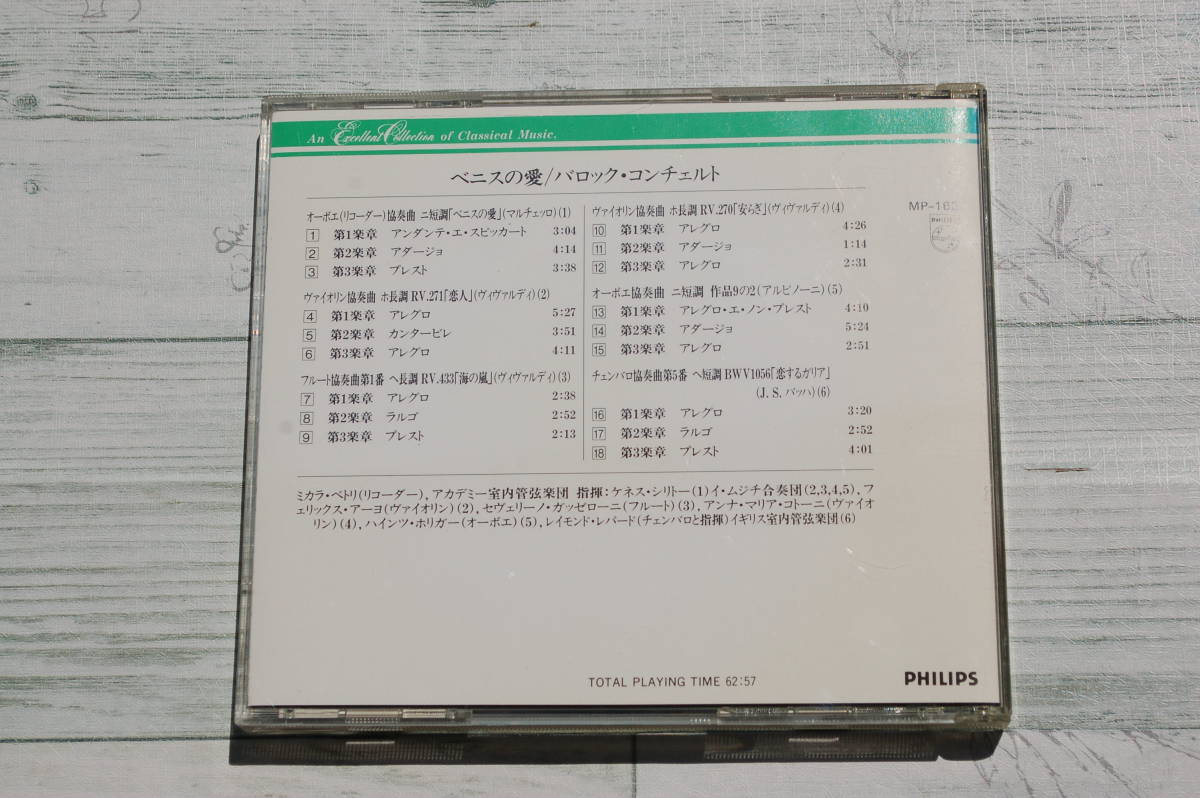 An Excellent Collection of Classical Music.
ベニスの愛/バロック・コンチェルト
MP-163
PHILIPS
オーボエ(リコーダー)協奏曲 ニ短調「ベニスの愛」(マルチェッロ)(1)
1 第1楽章 アンダンテ・エ・スピッカート 3:04
2 第2楽章 アダージョ 4:14
3 第3楽章 プレスト 3:38
ヴァイオリン協奏曲 ホ長調 RV.271「恋人」(ヴィヴァルディ)(2)
4 第1楽章 アレグロ 5:27
5 第2楽章 カンタービレ 3:51
6 第3楽章 アレグロ 4:11
フルート協奏曲第1番 ヘ長調 RV.433「海の嵐」(ヴィヴァルディ)(3)
7 第1楽章 アレグロ 2:38
8 第2楽章 ラルゴ 2:52
9 第3楽章 プレスト 2:13
ヴァイオリン協奏曲 ホ長調 RV.270「安らぎ」(ヴィヴァルディ)(4)
10 第1楽章 アレグロ 4:26
11 第2楽章 アダージョ 1:14
12 第3楽章 アレグロ 2:31
オーボエ協奏曲 ニ短調 作品9の2(アルビノーニ)(5)
13 第1楽章 アレグロ・エ・ノン・プレスト 4:10
14 第2楽章 アダージョ 5:24
15 第3楽章 アレグロ 2:51
チェンバロ協奏曲第5番 ヘ短調 BWV1056「恋するガリア」
(J.S.バッハ)(6)
16 第1楽章 アレグロ 3:20
17 第2楽章 ラルゴ 2:52
18 第3楽章 プレスト 4:01
ミカラ・ペトリ(リコーダー), アカデミー室内管弦楽団 指揮:ケネス・シリトー(1)イ・ムジチ合奏団(2,3,4,5), フ
ェリックス・アーヨ(ヴァイオリン)(2), セヴェリーノ・ガッゼローニ(フルート)(3), アンナ・マリア・コトーニ(ヴァイオ
リン)(4), ハインツ・ホリガー(オーボエ)(5), レイモンド・レパード(チェンバロと指揮)イギリス室内管弦楽団(6)
TOTAL PLAYING TIME 62:57
PHILIPS